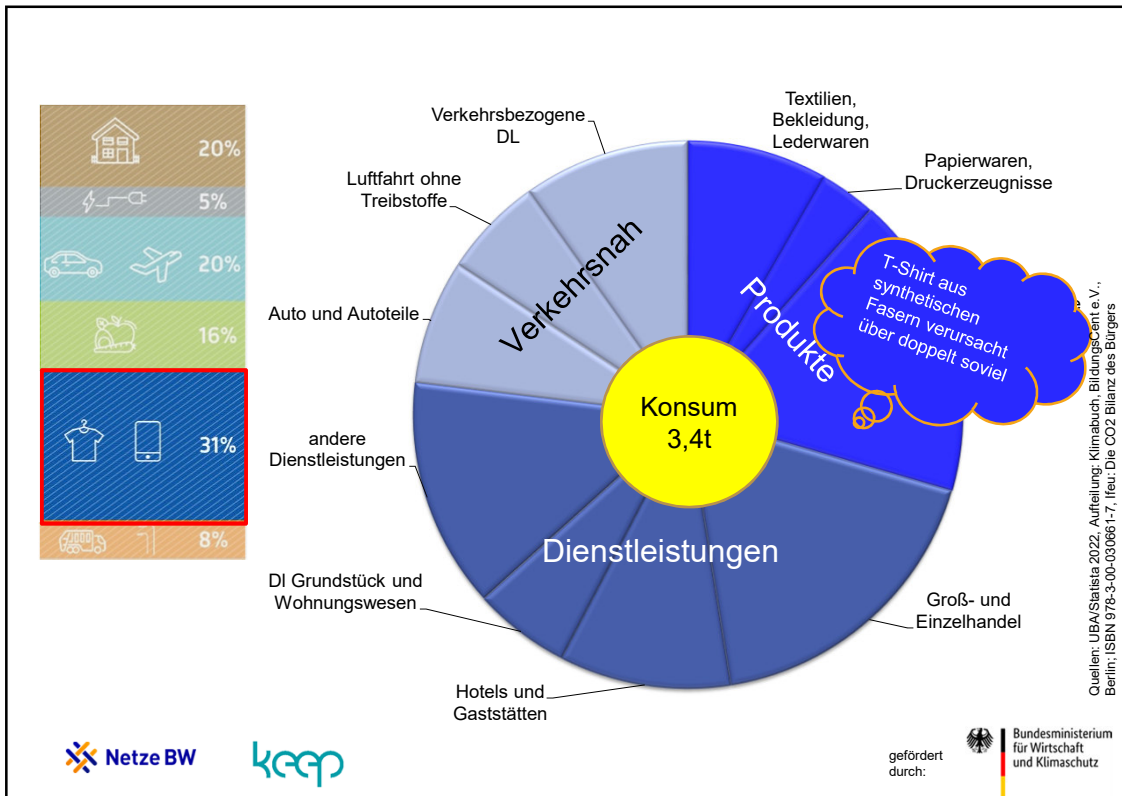 20%
5%
20%
16%
31%
8%
Verkehrsbezogene
DL
Luftfahrt ohne
Treibstoffe
Auto und Autoteile
andere
Dienstleistungen
Dl Grundstück und
Wohnungswesen
Hotels und
Gaststätten
Groß- und
Einzelhandel
Papierwaren,
Druckerzeugnisse
Textilien,
Bekleidung,
Lederwaren
Verkehrsnah
Produkte
Dienstleistungen
Konsum
3,4t
T-Shirt aus
synthetischen
Fasern verursacht
über doppelt soviel
Quellen: UBA/Statista 2022, Aufteilung: Klimabuch, BildungsCent e.V.,
Berlin; ISBN 978-3-00-030661-7, Ifeu: Die CO2 Bilanz des Bürgers
Netze BW
keep
gefördert
durch:
Bundesministerium
für Wirtschaft
und Klimaschutz